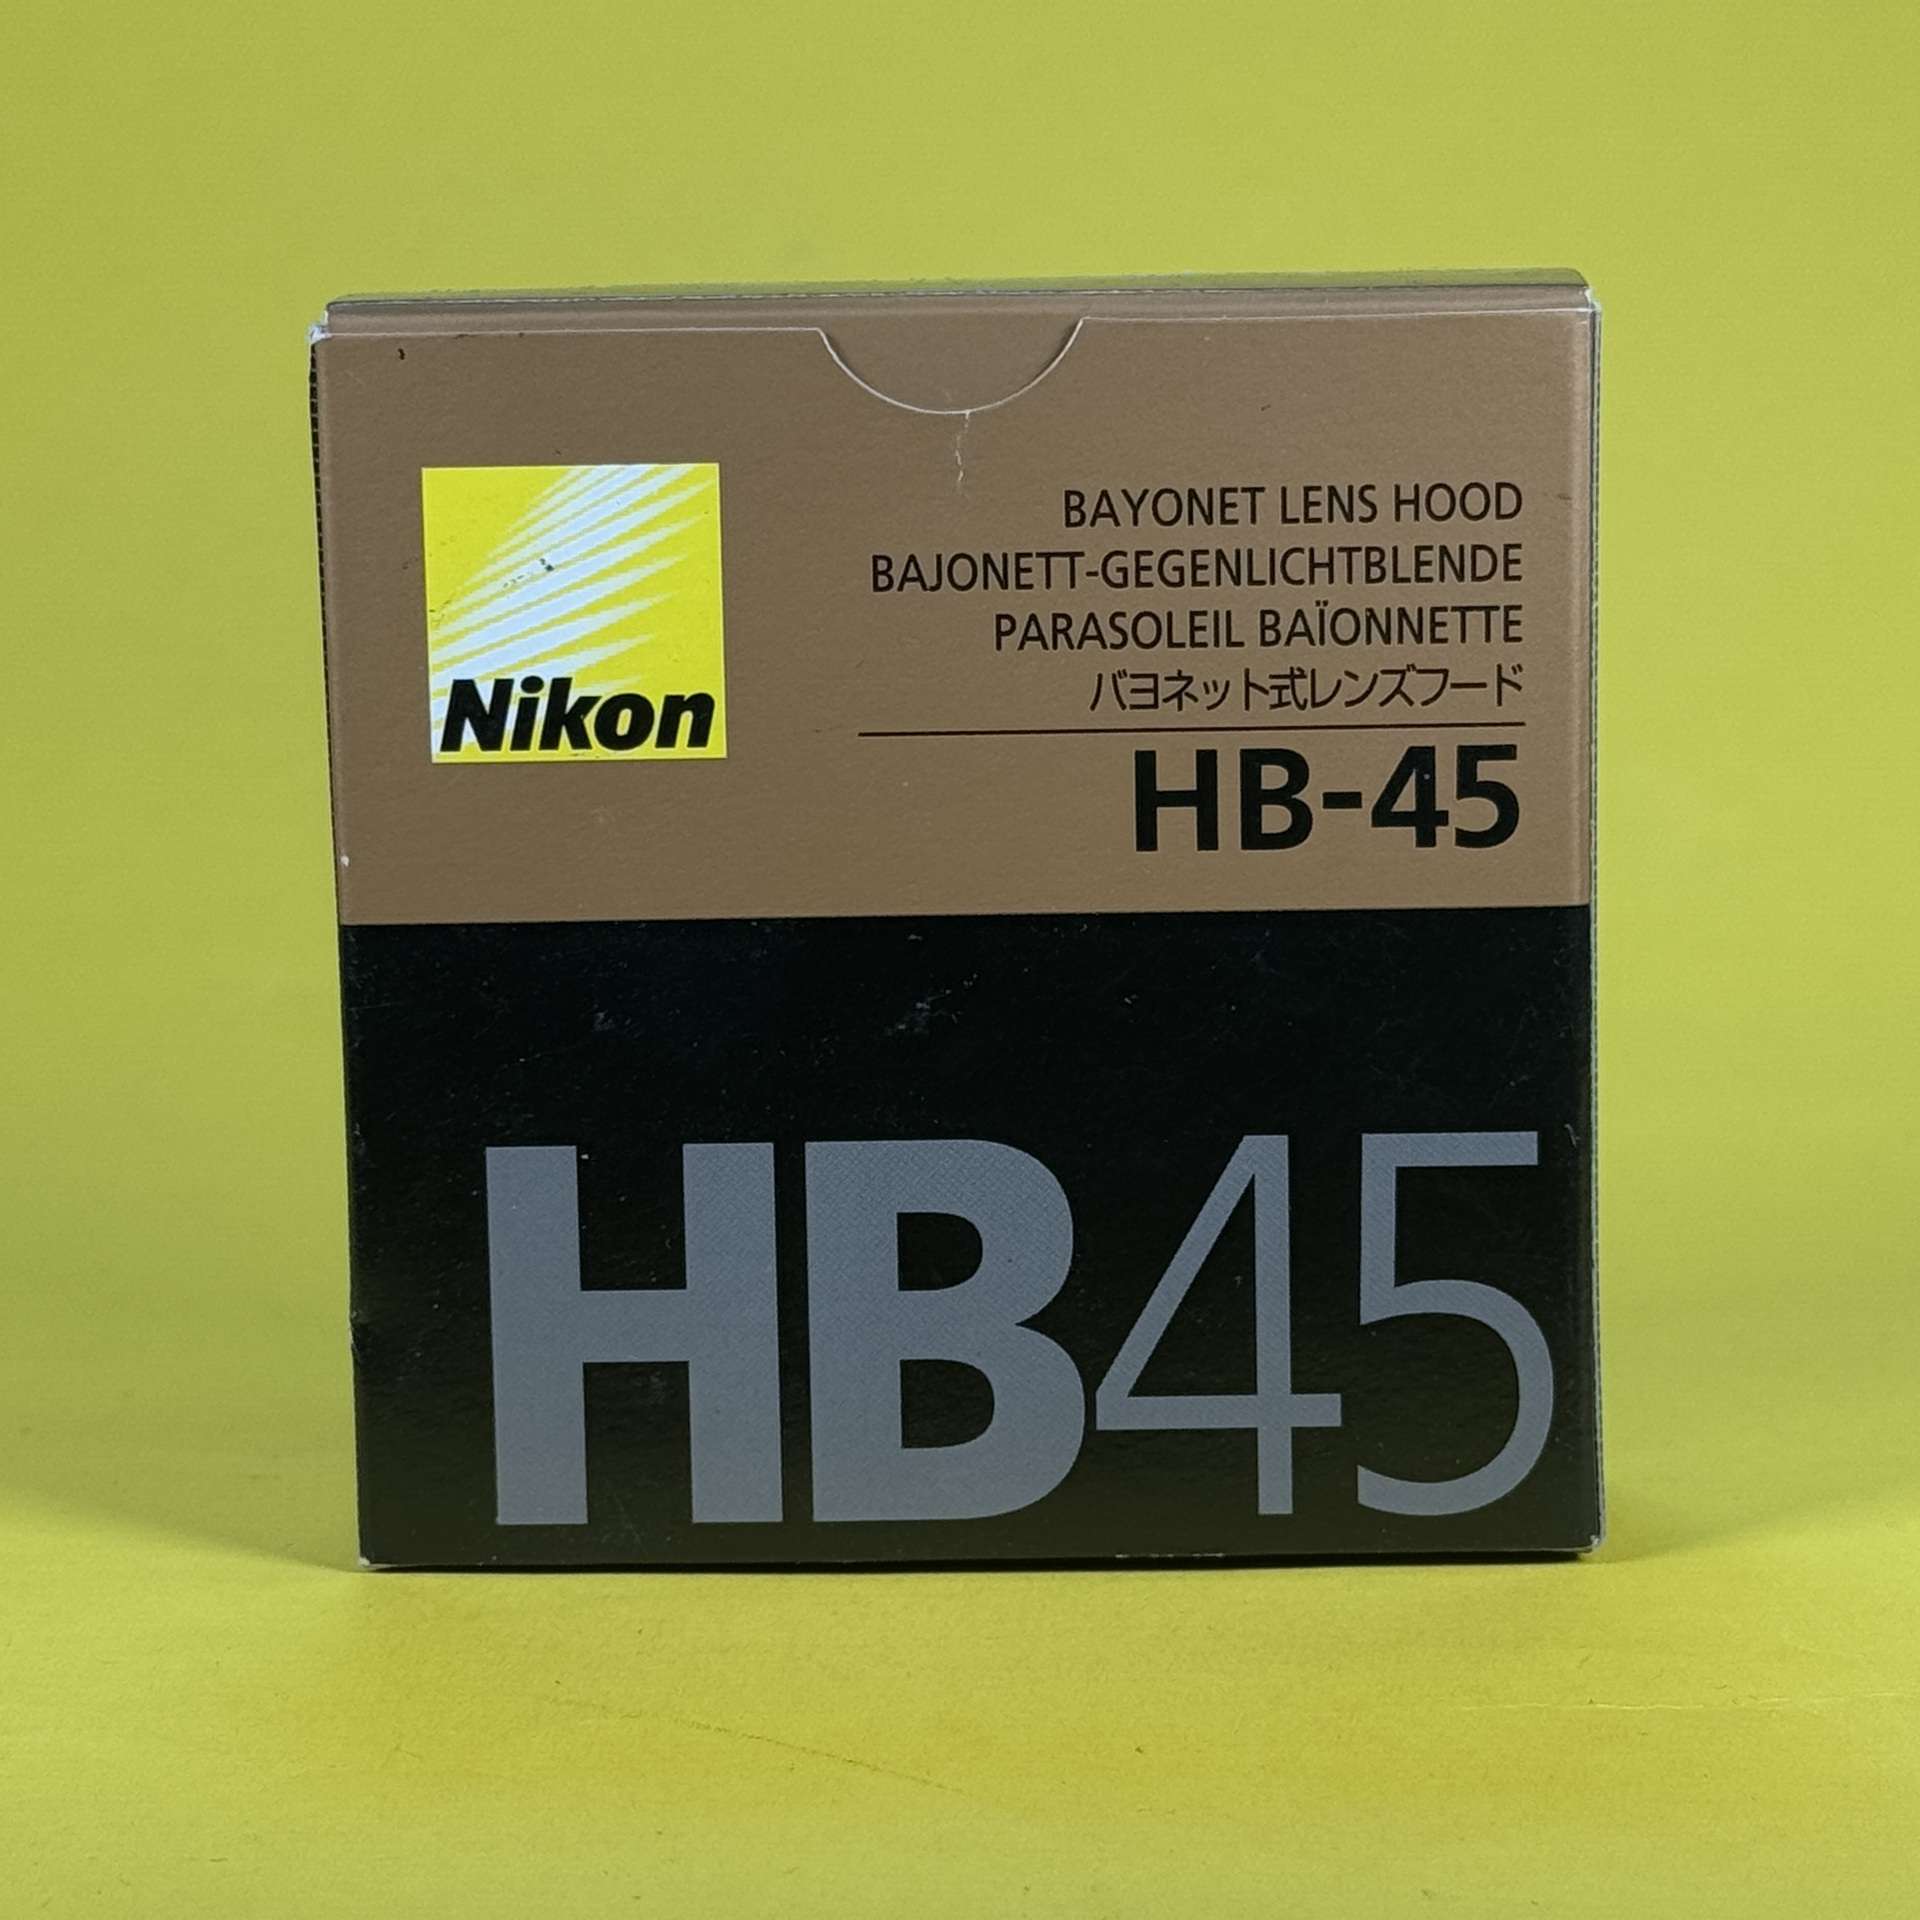 Nikon
BAYONET LENS HOOD
BAJONETT-GEGENLICHTBLENDE
PARASOLEIL BAÏONNETTE
バヨネット式レンズフード
HB-45
HB45